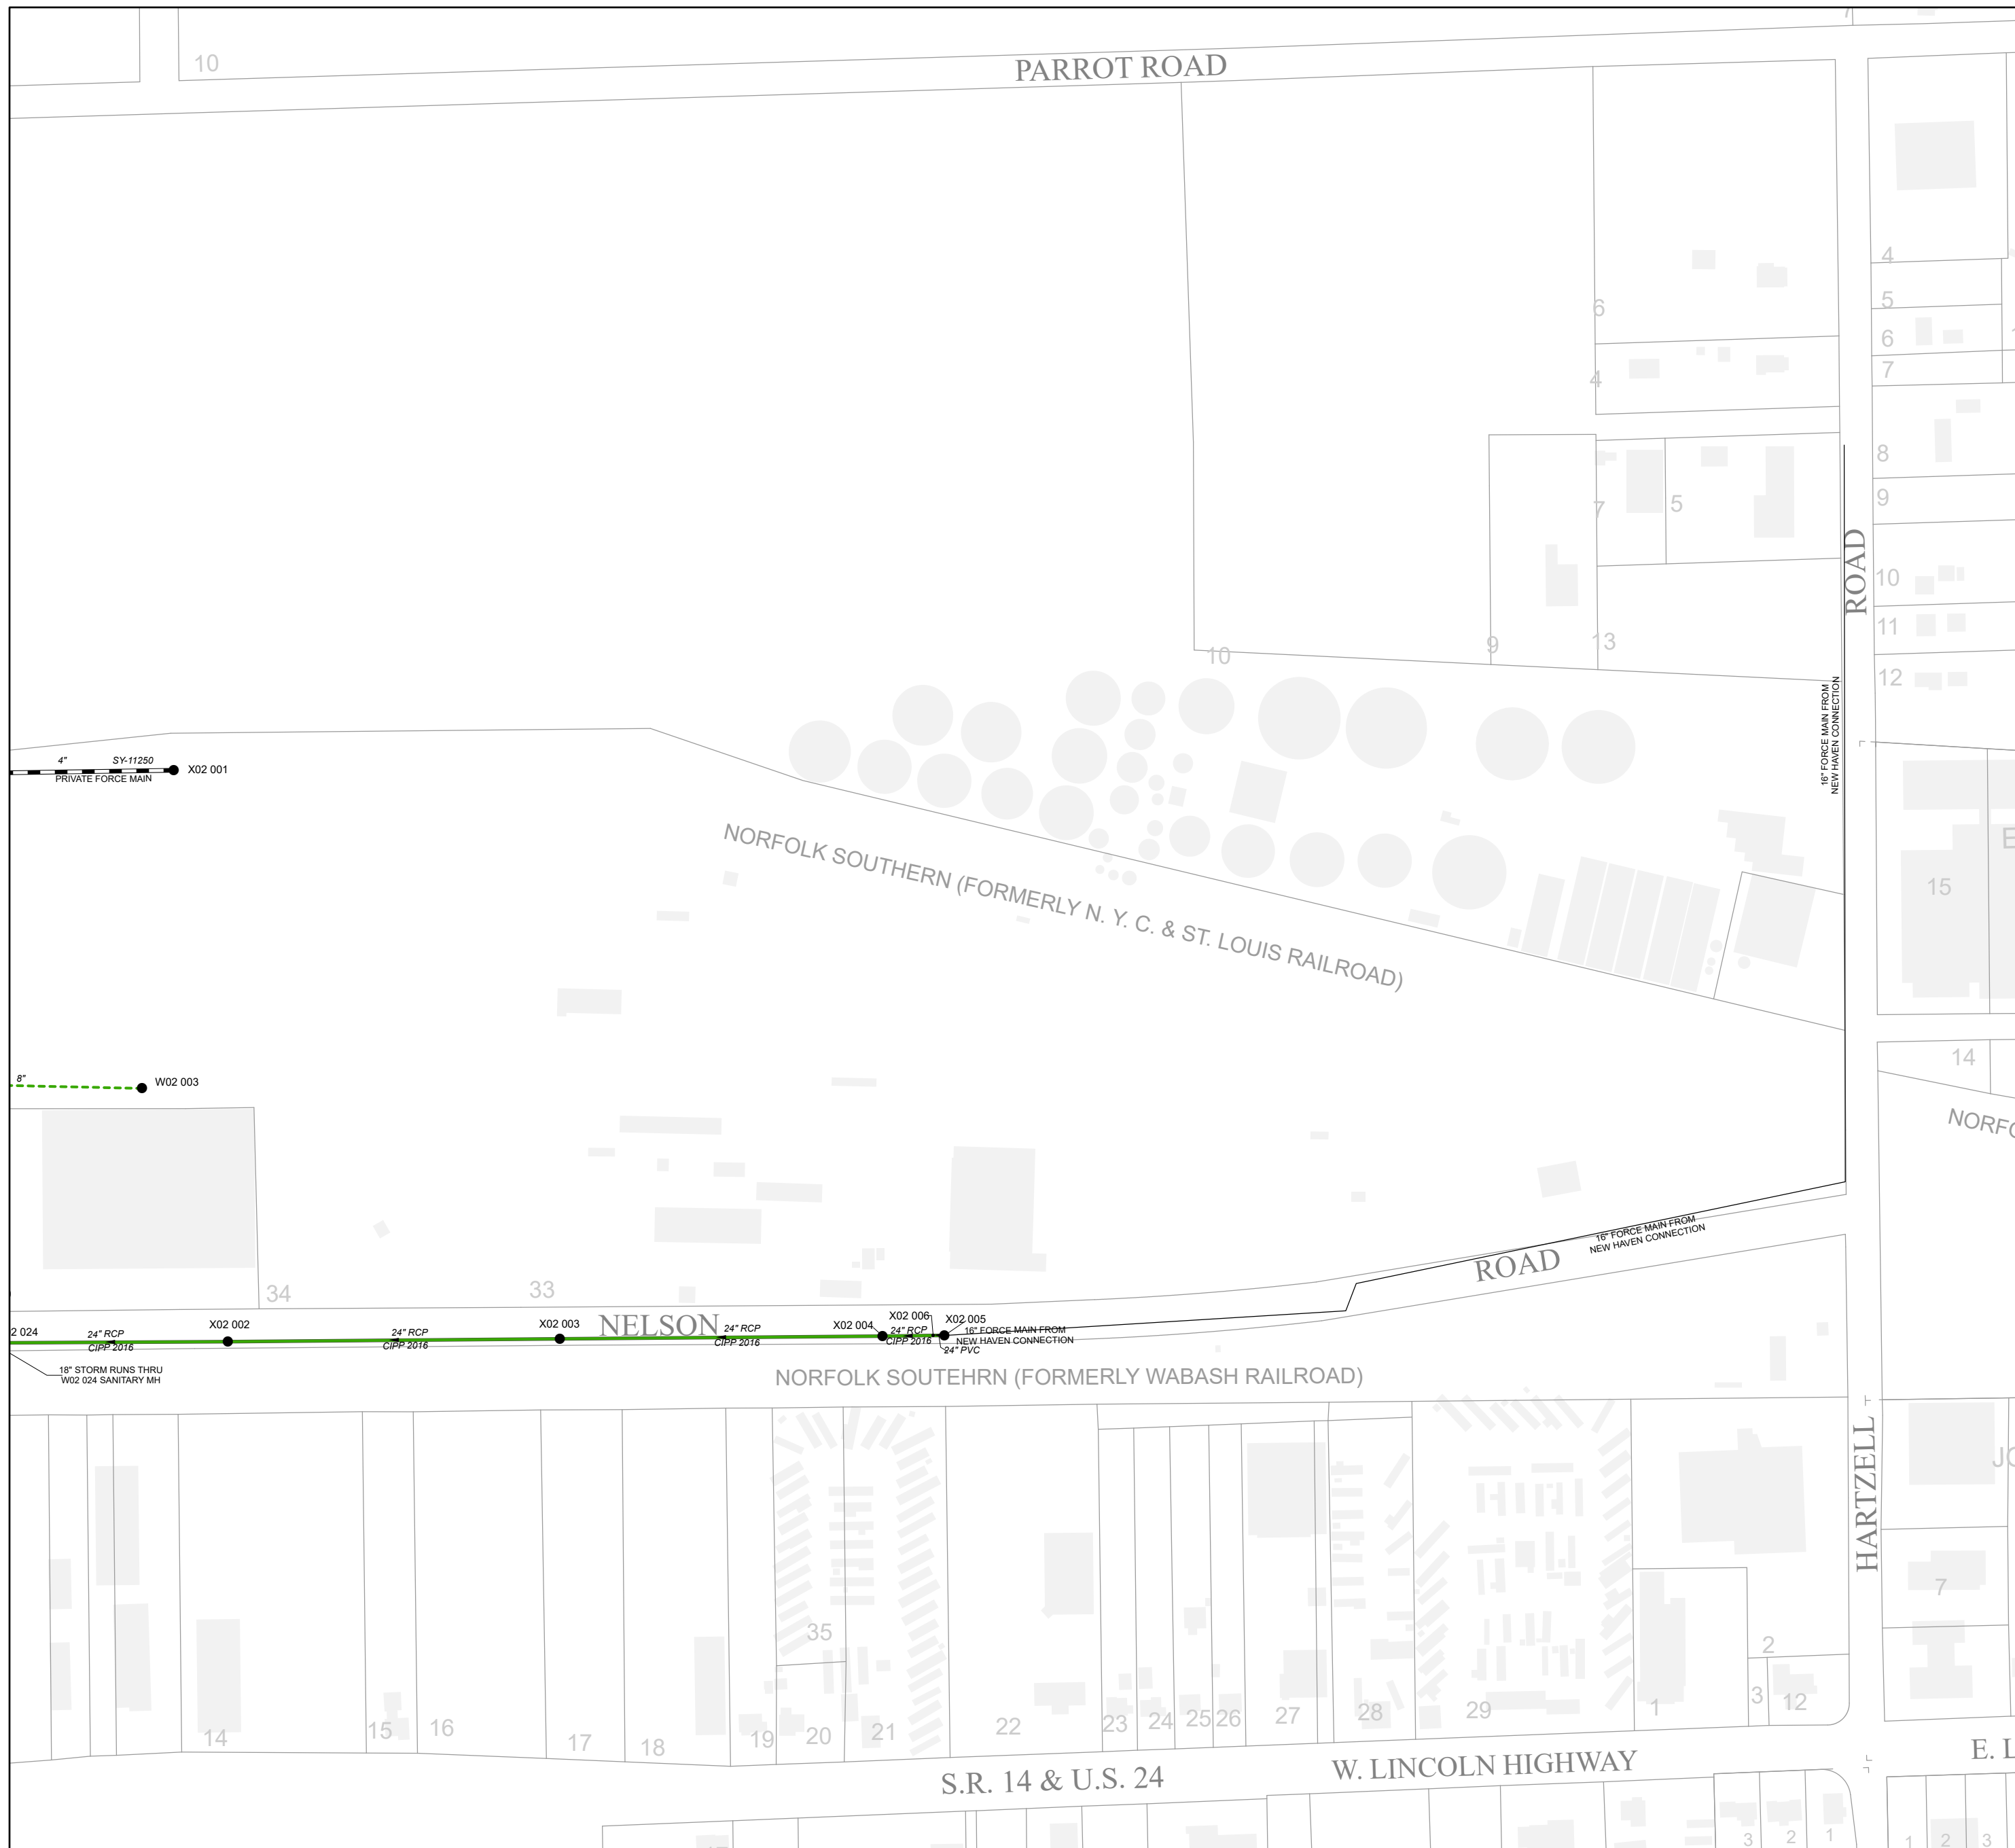 10
PARROT ROAD
4
5
6
6
7
4
8
7
5
9
ROAD
10
11
10
9
13
12
16" FORCE MAIN FROM
NEW HAVEN CONNECTION
4"
SY-11250
PRIVATE FORCE MAIN
X02 001
NORFOLK SOUTHERN (FORMERLY N. Y. C. & ST. LOUIS RAILROAD)
E
15
14
8"
W02 003
NORFO
16" FORCE MAIN FROM
NEW HAVEN CONNECTION
ROAD
34
33
NELSON
2 024
24" RCP
CIPP 2016
X02 002
24" RCP
CIPP 2016
X02 003
24" RCP
CIPP 2016
X02 004
X02 006
24" RCP
CIPP 2016
X02 005
16" FORCE MAIN FROM
NEW HAVEN CONNECTION
24" PVC
18" STORM RUNS THRU
W02 024 SANITARY MH
NORFOLK SOUTEHRN (FORMERLY WABASH RAILROAD)
HARTZELL
JO
7
35
2
14
15
16
17
18
19
20
21
22
23
24
25
26
27
28
29
1
3
12
S.R. 14 & U.S. 24
W. LINCOLN HIGHWAY
E. L
3
2
1
1
2
3